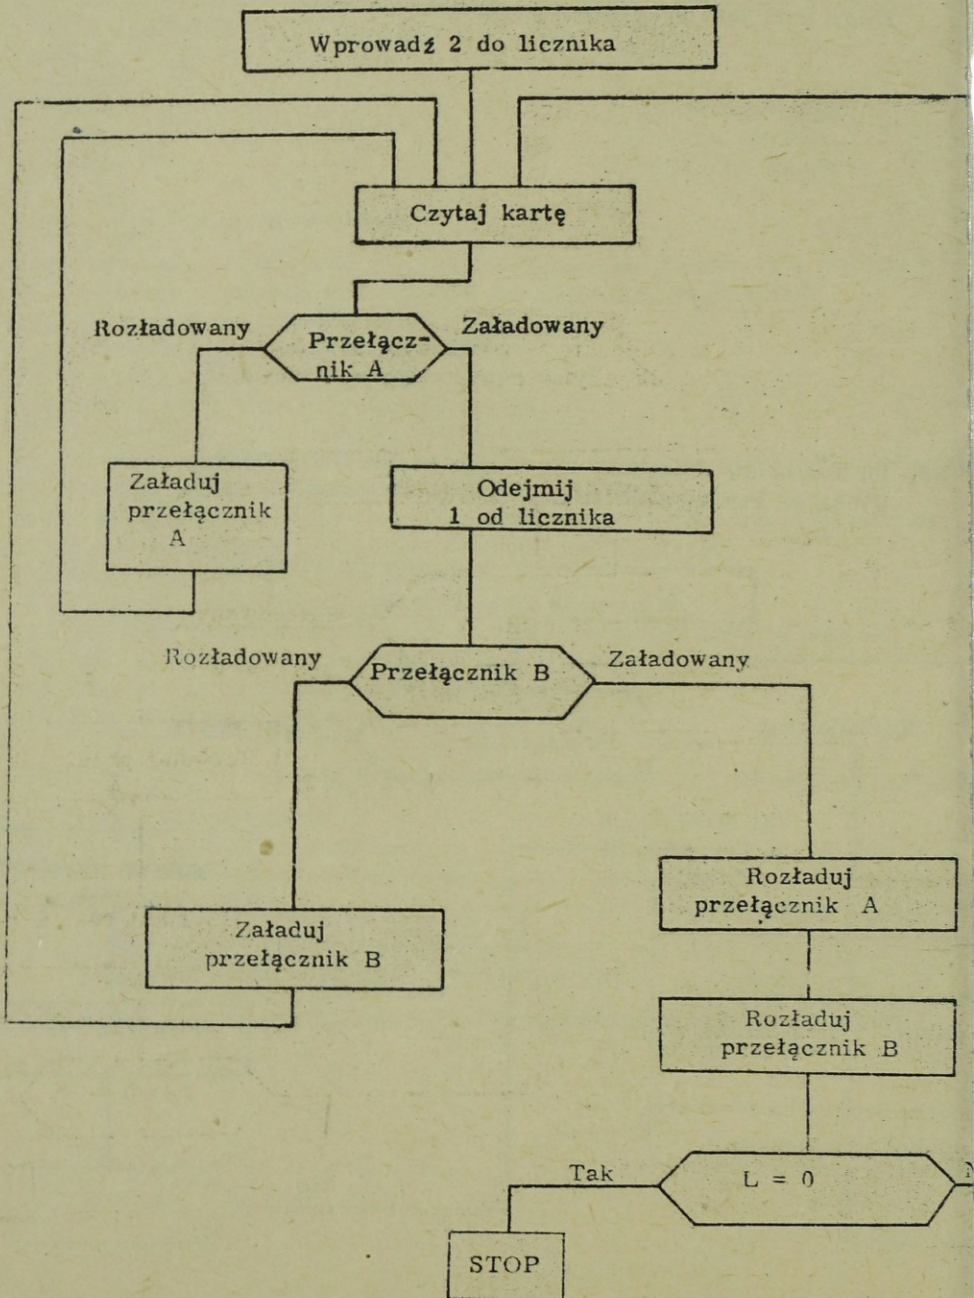 Wprowadź 2 do licznika
Czytaj kartę
Rozładowany
Załadowany
Przełącz-
nik A
Załaduj
przełącznik
A
Odejmij
1 od licznika
Rozładowany
Przełącznik B
Załadowany
Rozładuj
przełącznik A
Załaduj
przełącznik B
Rozładuj
przełącznik B
Tak
L = 0
STOP